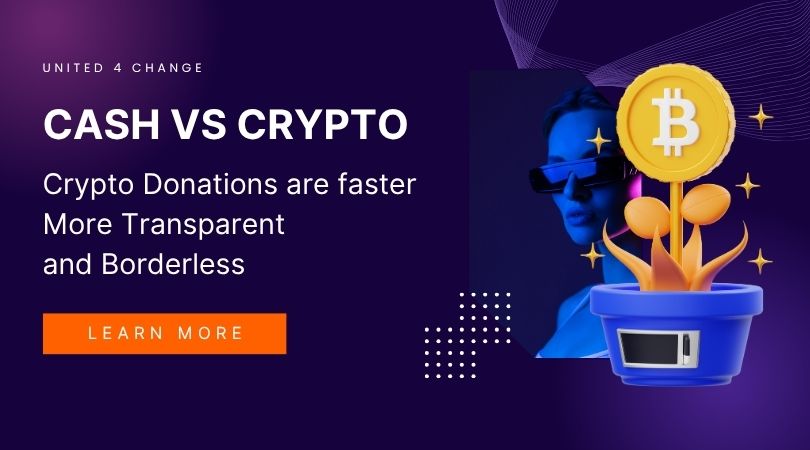 UNITED 4 CHANGE
CASH VS CRYPTO
Crypto Donations are faster
More Transparent
and Borderless
LEARN MORE